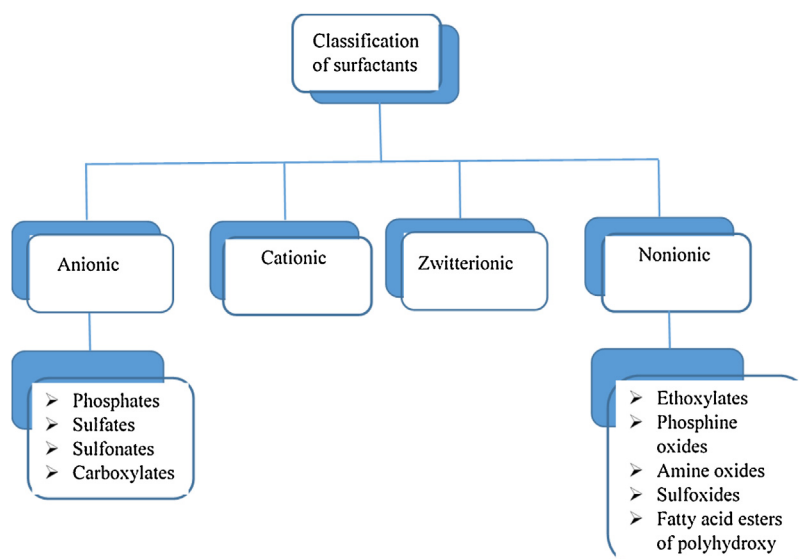 Classification
of surfactants
Anionic
Cationic
Zwitterionic
Nonionic
➢ Phosphates
➢ Sulfates
➢ Sulfonates
➢ Carboxylates
➢ Ethoxylates
➢ Phosphine
oxides
➢ Amine oxides
➢ Sulfoxides
➢ Fatty acid esters
of polyhydroxy